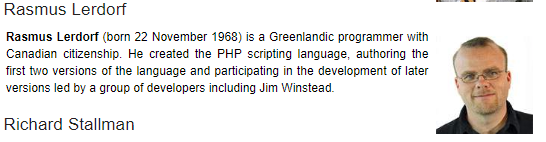 Rasmus Lerdorf
Rasmus Lerdorf (born 22 November 1968) is a Greenlandic programmer with
Canadian citizenship. He created the PHP scripting language, authoring the
first two versions of the language and participating in the development of later
versions led by a group of developers including Jim Winstead.
Richard Stallman